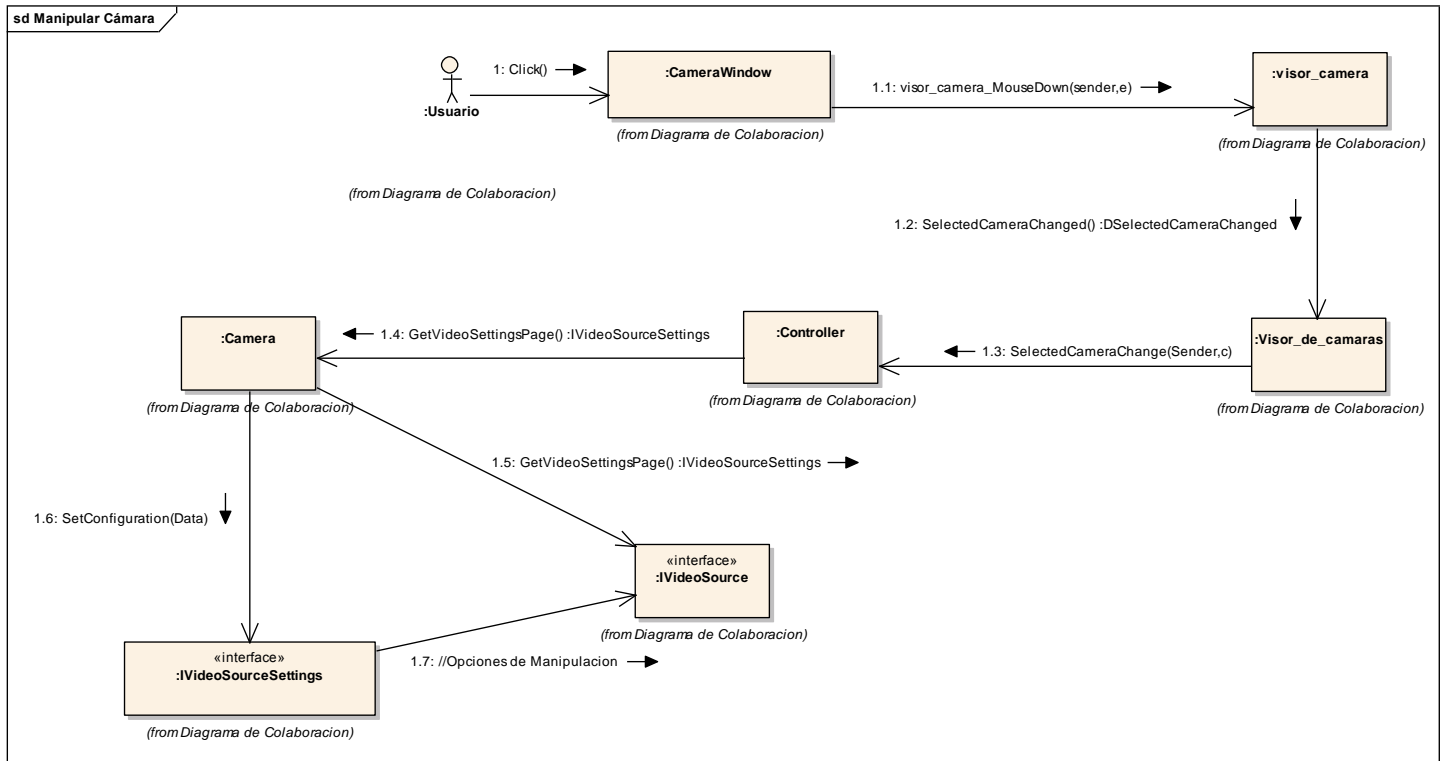 sd Manipular Cámara
:Usuario
1: Click()
:CameraWindow
(from Diagrama de Colaboracion)
1.1: visor_camera_MouseDown(sender,e)
:visor_camera
(from Diagrama de Colaboracion)
(from Diagrama de Colaboracion)
1.2: SelectedCameraChanged() :DSelectedCameraChanged
:Camera
(from Diagrama de Colaboracion)
1.4: GetVideoSettingsPage() :IVideoSourceSettings
:Controller
(from Diagrama de Colaboracion)
1.3: SelectedCameraChange(Sender,c)
:Visor_de_camaras
(from Diagrama de Colaboracion)
1.5: GetVideoSettingsPage() :IVideoSourceSettings
1.6: SetConfiguration(Data)
«interface»
:IVideoSource
(from Diagrama de Colaboracion)
«interface»
:IVideoSourceSettings
(from Diagrama de Colaboracion)
1.7: //Opciones de Manipulacion